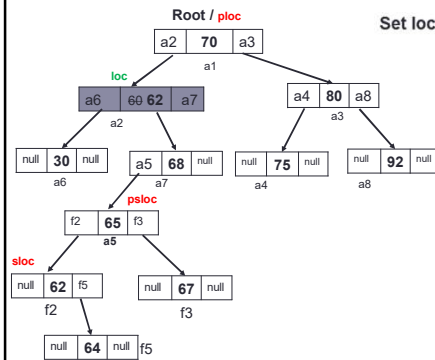 Root / ploc
Set loc
a2 70 a3
a1
loc
a6 60 62 a7
a2
a4 80 a8
a3
null 30 null
a6
a5 68 null
a7
null 75 null
a4
null 92 null
a8
psloc
f2 65 f3
a5
sloc
null 62 f5
f2
null 67 null
f3
null 64 null f5